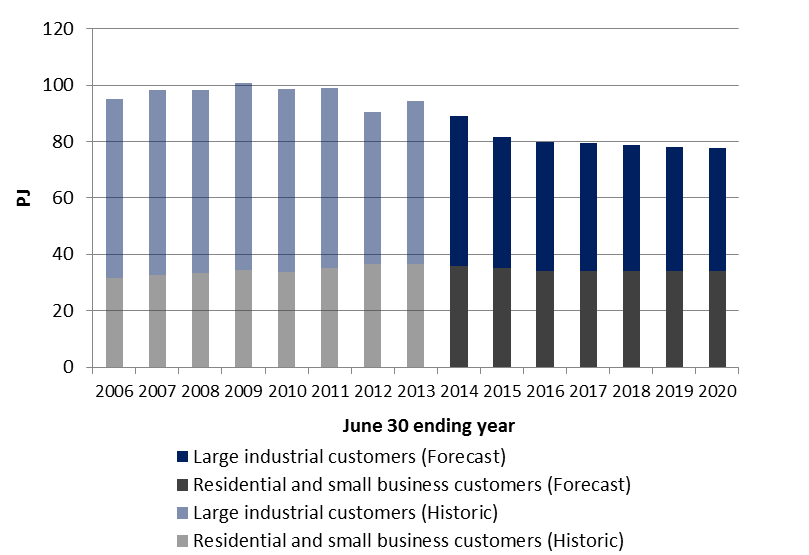 120
100
80
60
40
20
0
PJ
2006 2007 2008 2009 2010 2011 2012 2013 2014 2015 2016 2017 2018 2019 2020
June 30 ending year
Large industrial customers (Forecast)
Residential and small business customers (Forecast)
Large industrial customers (Historic)
Residential and small business customers (Historic)